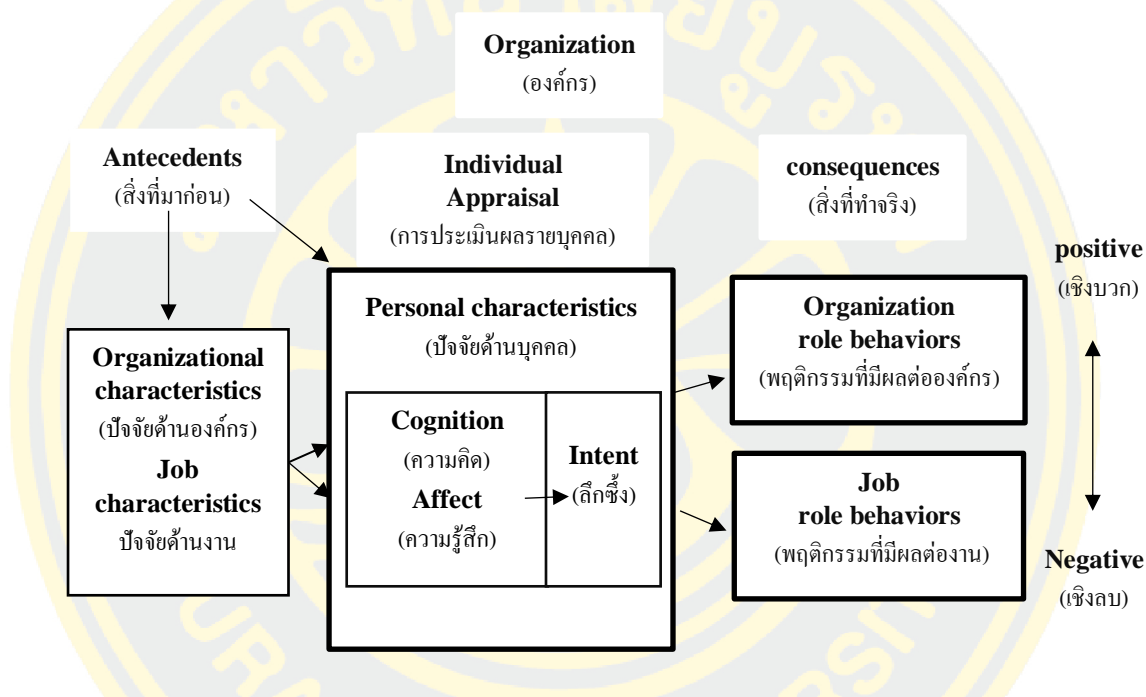 Organization
(องค์กร)
Antecedents
(สิ่งที่มาก่อน)
Individual
Appraisal
(การประเมินผลรายบุคคล)
consequences
(สิ่งที่ทำจริง)
positive
(เชิงบวก)
Organizational
characteristics
(ปัจจัยด้านองค์กร)
Job
characteristics
ปัจจัยด้านงาน
Personal characteristics
(ปัจจัยด้านบุคคล)
Cognition
(ความคิด)
Affect
(ความรู้สึก)
Intent
(ลึกซึ้ง)
Organization
role behaviors
(พฤติกรรมที่มีผลต่อองค์กร)
Job
role behaviors
(พฤติกรรมที่มีผลต่องาน)
Negative
(เชิงลบ)